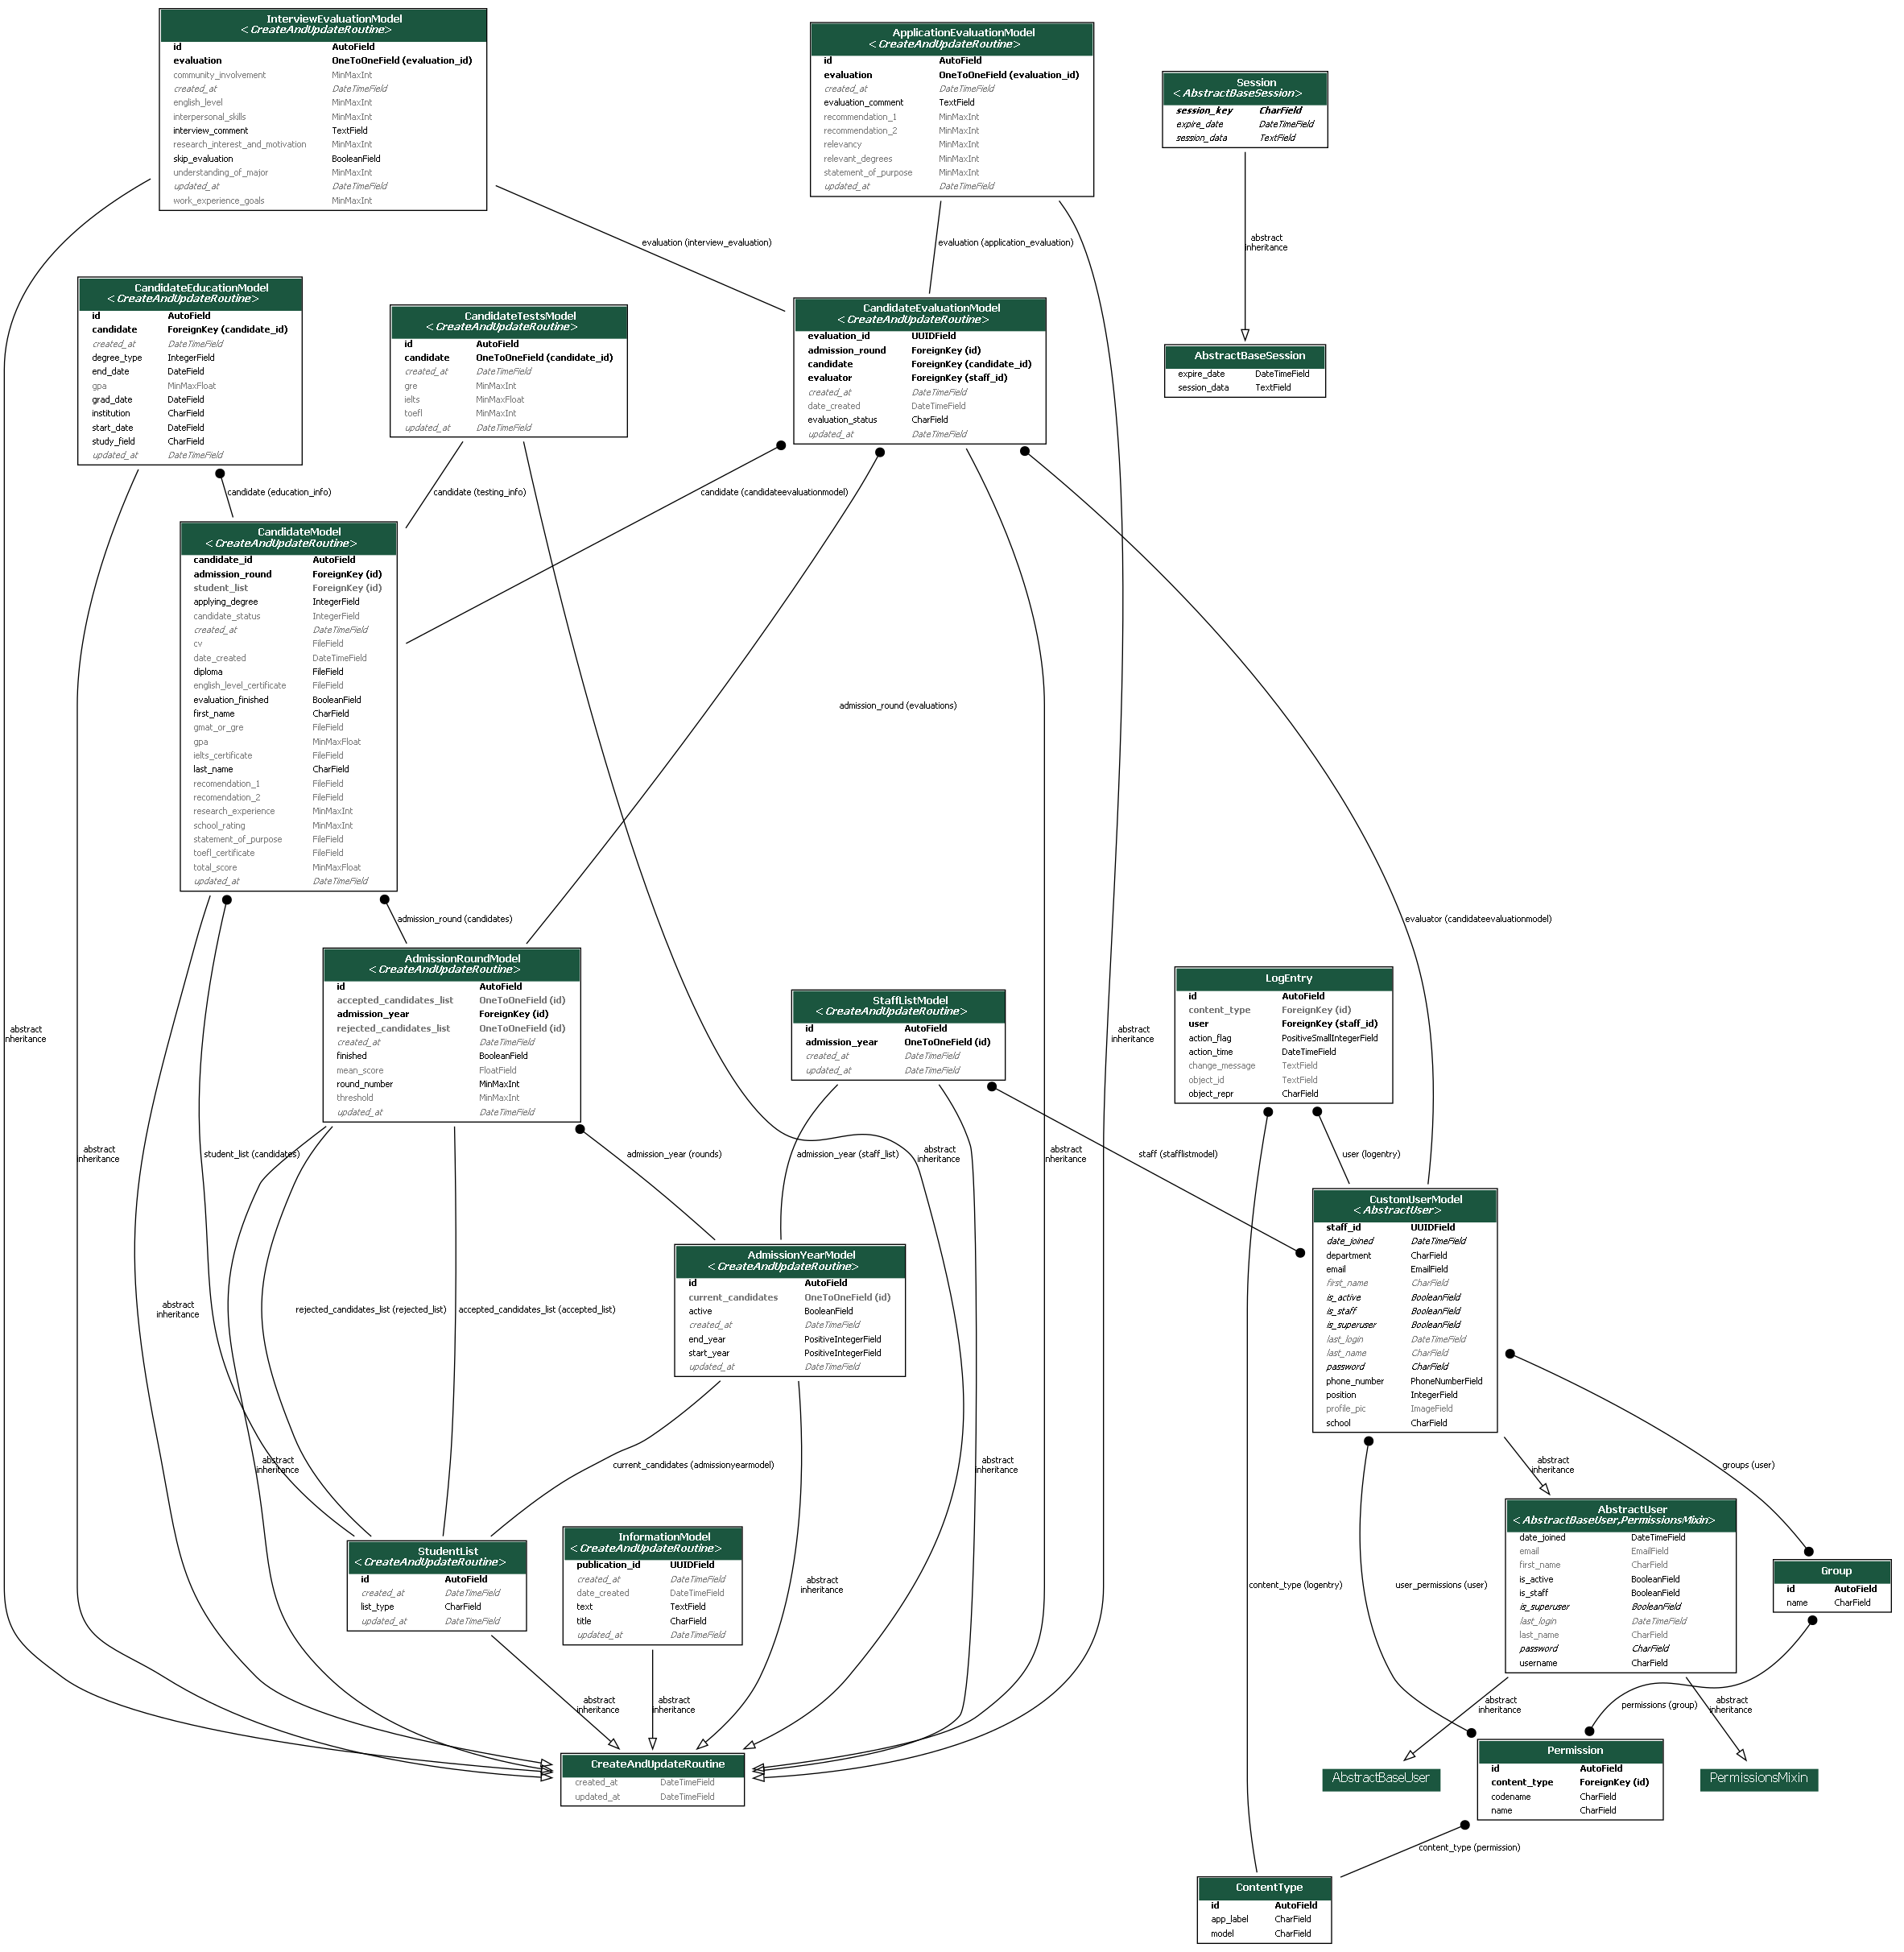 InterviewEvaluationModel
<CreateAndUpdateRoutine>
id AutoField
evaluation OneToOneField (evaluation_id)
community_involvement MinMaxInt
created_at DateTimeField
english_level MinMaxInt
interpersonal_skills MinMaxInt
interview_comment TextField
research_interest_and_motivation MinMaxInt
skip_evaluation BooleanField
understanding_of_major MinMaxInt
updated_at DateTimeField
work_experience_goals MinMaxInt
ApplicationEvaluationModel
<CreateAndUpdateRoutine>
id AutoField
evaluation OneToOneField (evaluation_id)
created_at DateTimeField
evaluation_comment TextField
recommendation_1 MinMaxInt
recommendation_2 MinMaxInt
relevancy MinMaxInt
relevant_degrees MinMaxInt
statement_of_purpose MinMaxInt
updated_at DateTimeField
Session
<AbstractBaseSession>
session_key CharField
expire_date DateTimeField
session_data TextField
evaluation (interview_evaluation)
evaluation (application_evaluation)
abstract
inheritance
CandidateEducationModel
<CreateAndUpdateRoutine>
id AutoField
candidate ForeignKey (candidate_id)
created_at DateTimeField
degree_type IntegerField
end_date DateField
gpa MinMaxFloat
grad_date DateField
institution CharField
start_date DateField
study_field CharField
updated_at DateTimeField
CandidateTestsModel
<CreateAndUpdateRoutine>
id AutoField
candidate OneToOneField (candidate_id)
created_at DateTimeField
gre MinMaxInt
ielts MinMaxFloat
toefl MinMaxInt
updated_at DateTimeField
CandidateEvaluationModel
<CreateAndUpdateRoutine>
evaluation_id UUIDField
admission_round ForeignKey (id)
candidate ForeignKey (candidate_id)
evaluator ForeignKey (staff_id)
created_at DateTimeField
date_created DateTimeField
evaluation_status CharField
updated_at DateTimeField
AbstractBaseSession
expire_date DateTimeField
session_data TextField
candidate (education_info)
candidate (testing_info)
candidate (candidateevaluationmodel)
CandidateModel
<CreateAndUpdateRoutine>
candidate_id AutoField
admission_round ForeignKey (id)
student_list ForeignKey (id)
applying_degree IntegerField
candidate_status IntegerField
created_at DateTimeField
cv FileField
date_created DateTimeField
diploma FileField
english_level_certificate FileField
evaluation_finished BooleanField
first_name CharField
gmat_or_gre FileField
gpa MinMaxFloat
ielts_certificate FileField
last_name CharField
recomendation_1 FileField
recomendation_2 FileField
research_experience MinMaxInt
school_rating MinMaxInt
statement_of_purpose FileField
toefl_certificate FileField
total_score MinMaxFloat
updated_at DateTimeField
admission_round (evaluations)
admission_round (candidates)
evaluator (candidateevaluationmodel)
AdmissionRoundModel
<CreateAndUpdateRoutine>
id AutoField
accepted_candidates_list OneToOneField (id)
admission_year ForeignKey (id)
rejected_candidates_list OneToOneField (id)
created_at DateTimeField
finished BooleanField
mean_score FloatField
round_number MinMaxInt
threshold MinMaxInt
updated_at DateTimeField
StaffListModel
<CreateAndUpdateRoutine>
id AutoField
admission_year OneToOneField (id)
created_at DateTimeField
updated_at DateTimeField
LogEntry
id AutoField
content_type ForeignKey (id)
user ForeignKey (staff_id)
action_flag PositiveSmallIntegerField
action_time DateTimeField
change_message TextField
object_id TextField
object_repr CharField
abstract
inheritance
abstract
inheritance
abstract
inheritance
student_list (candidates)
admission_year (rounds)
admission_year (staff_list)
abstract
inheritance
abstract
inheritance
staff (stafflistmodel)
user (logentry)
CustomUserModel
<AbstractUser>
staff_id UUIDField
date_joined DateTimeField
department CharField
email EmailField
first_name CharField
is_active BooleanField
is_staff BooleanField
is_superuser BooleanField
last_login DateTimeField
last_name CharField
password CharField
phone_number PhoneNumberField
position IntegerField
profile_pic ImageField
school CharField
AdmissionYearModel
<CreateAndUpdateRoutine>
id AutoField
current_candidates OneToOneField (id)
active BooleanField
created_at DateTimeField
end_year PositiveIntegerField
start_year PositiveIntegerField
updated_at DateTimeField
abstract
inheritance
rejected_candidates_list (rejected_list)
accepted_candidates_list (accepted_list)
abstract
inheritance
current_candidates (admissionyearmodel)
abstract
inheritance
abstract
inheritance
groups (user)
AbstractUser
<AbstractBaseUser,PermissionsMixin>
date_joined DateTimeField
email EmailField
first_name CharField
is_active BooleanField
is_staff BooleanField
is_superuser BooleanField
last_login DateTimeField
last_name CharField
password CharField
username CharField
StudentList
<CreateAndUpdateRoutine>
id AutoField
created_at DateTimeField
list_type CharField
updated_at DateTimeField
InformationModel
<CreateAndUpdateRoutine>
publication_id UUIDField
created_at DateTimeField
date_created DateTimeField
text TextField
title CharField
updated_at DateTimeField
abstract
inheritance
content_type (logentry)
user_permissions (user)
Group
id AutoField
name CharField
abstract
inheritance
abstract
inheritance
abstract
inheritance
permissions (group)
abstract
inheritance
CreateAndUpdateRoutine
created_at DateTimeField
updated_at DateTimeField
AbstractBaseUser
Permission
id AutoField
content_type ForeignKey (id)
codename CharField
name CharField
PermissionsMixin
content_type (permission)
ContentType
id AutoField
app_label CharField
model CharField